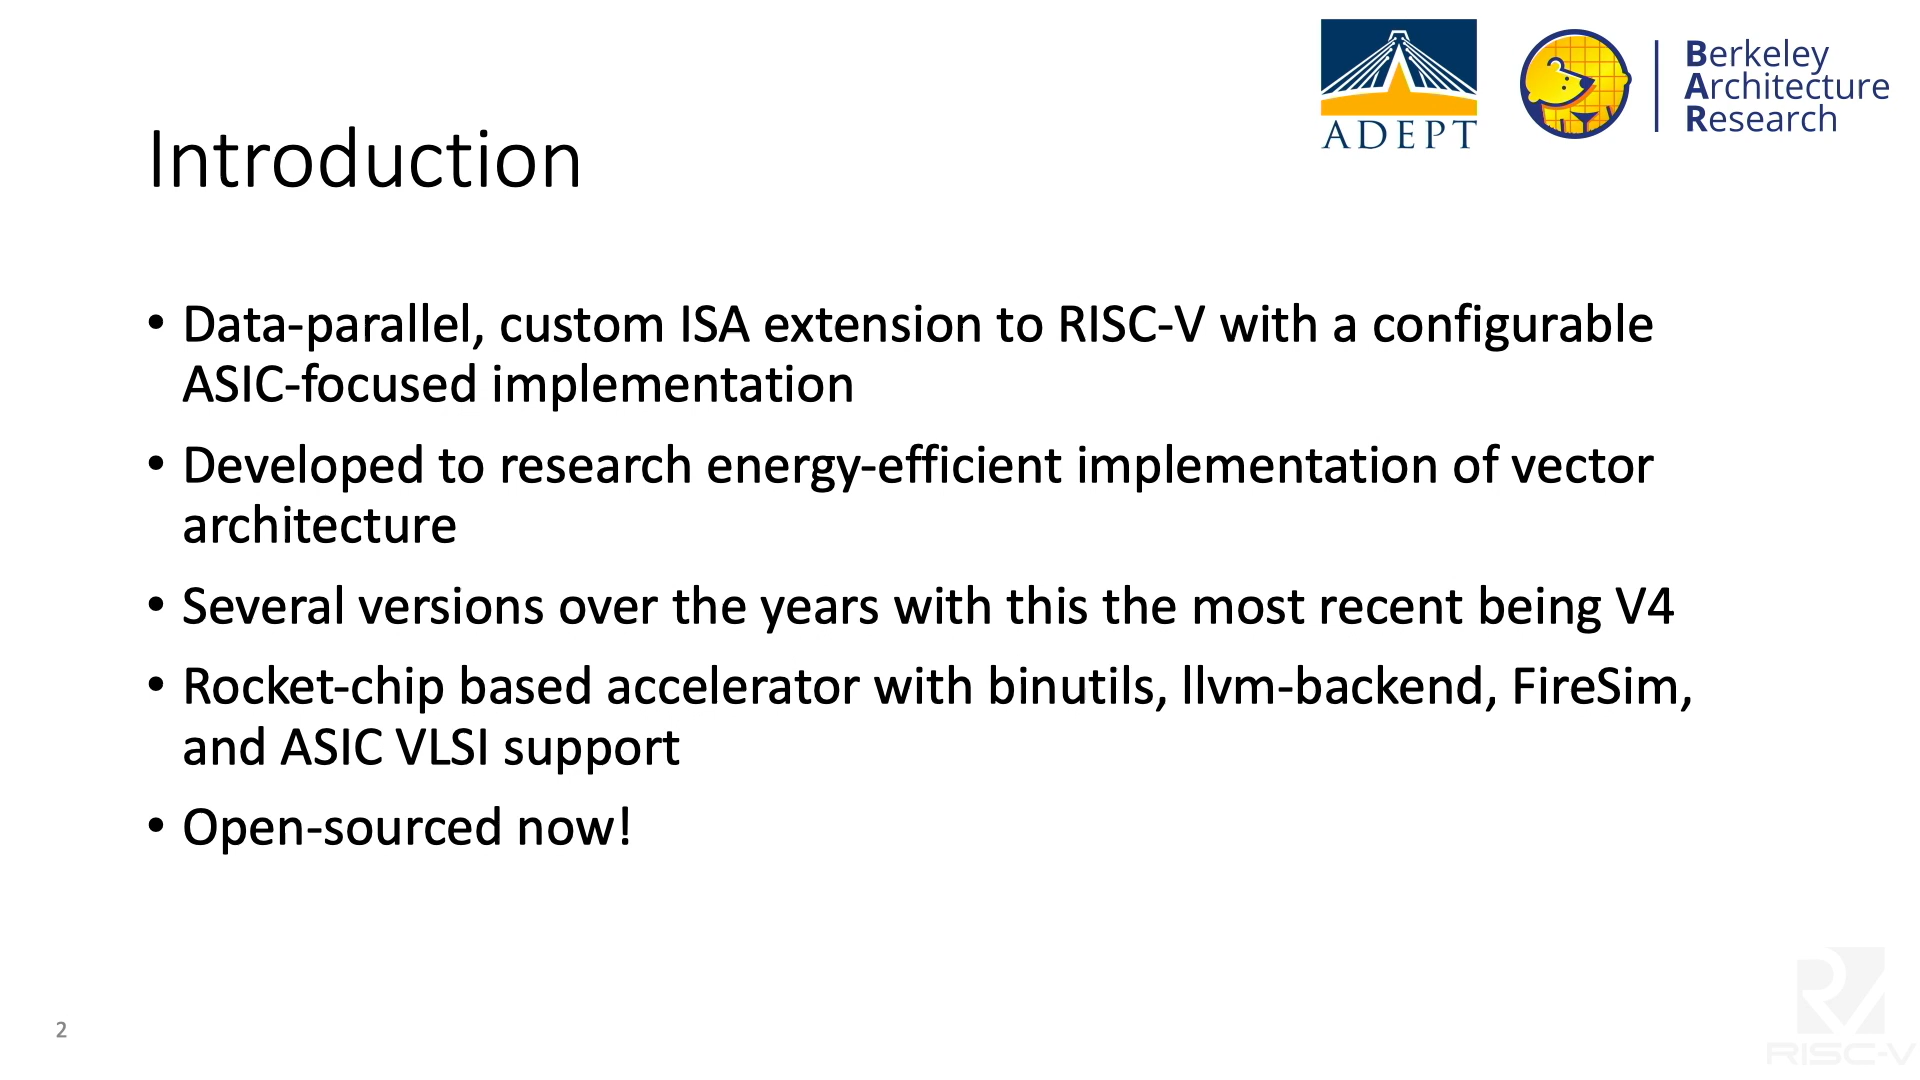 ADEPT
Berkeley
Architecture
Research
Introduction
• Data-parallel, custom ISA extension to RISC-V with a configurable
ASIC-focused implementation
• Developed to research energy-efficient implementation of vector
architecture
• Several versions over the years with this the most recent being V4
• Rocket-chip based accelerator with binutils, llvm-backend, FireSim,
and ASIC VLSI support
• Open-sourced now!
2
RISC-V